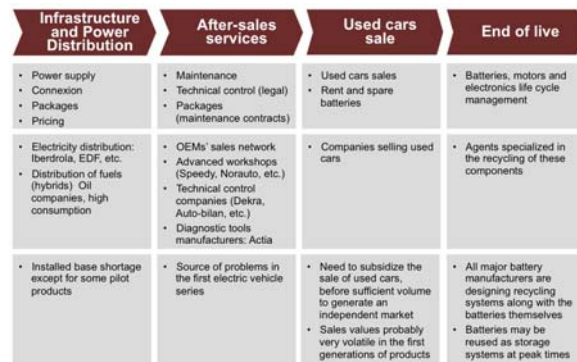 Infrastructure
and Power
Distribution
After-sales
services
Used cars
sale
End of live
• Power supply
• Connexion
• Packages
• Pricing
• Maintenance
• Technical control (legal)
• Packages
(maintenance contracts)
• Used cars sales
• Rent and spare
batteries
• Batteries, motors and
electronics life cycle
management
• Electricity distribution:
Iberdrola, EDF, etc.
• Distribution of fuels
(hybrids) Oil
companies, high
consumption
• OEMs' sales network
• Advanced workshops
(Speedy, Norauto, etc.)
• Technical control
companies (Dekra,
Auto-bilan, etc.)
• Diagnostic tools
manufacturers: Actia
• Companies selling used
cars
• Agents specialized in
the recycling of these
components
• Installed base shortage
except for some pilot
products
• Source of problems in
the first electric vehicle
series
• Need to subsidize the
sale of used cars,
before sufficient volume
to generate an
independent market
• Sales values probably
very volatile in the first
generations of products
• All major battery
manufacturers are
designing recycling
systems along with the
batteries themselves
• Batteries may be
reused as storage
systems at peak times